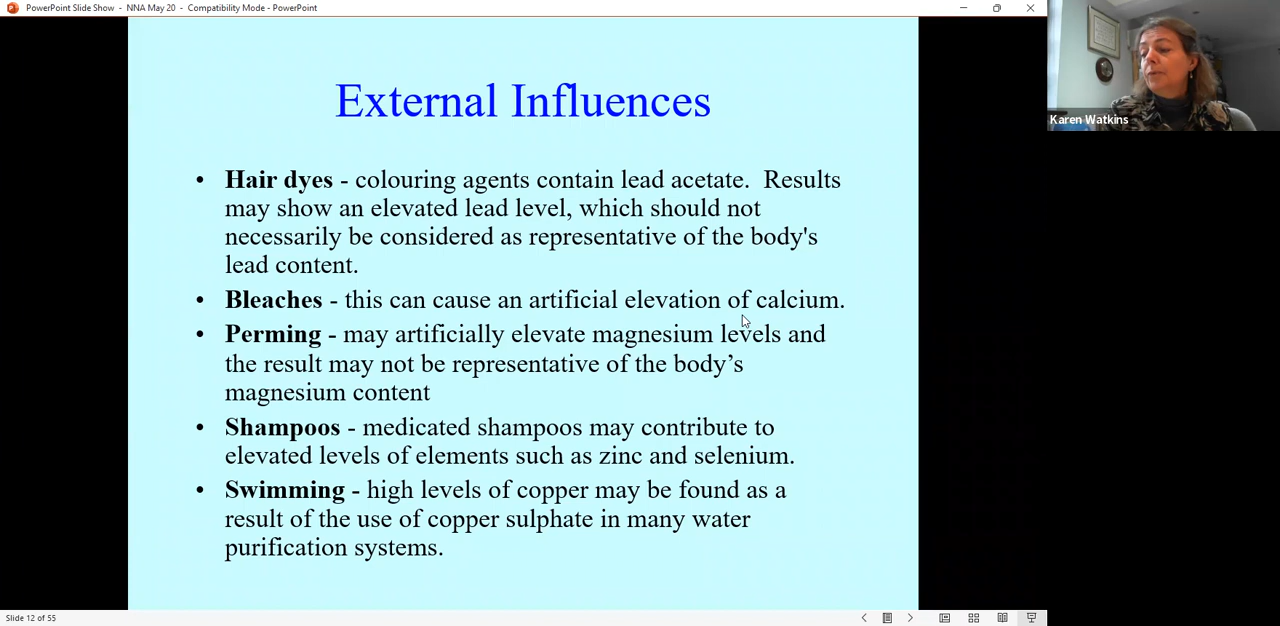 PowerPoint Slide Show - NNA May 20 - Compatibility Mode - PowerPoint
Karen Watkins
External Influences
• Hair dyes - colouring agents contain lead acetate.  Results
may show an elevated lead level, which should not
necessarily be considered as representative of the body's
lead content.
• Bleaches - this can cause an artificial elevation of calcium.
• Perming - may artificially elevate magnesium levels and
the result may not be representative of the body’s
magnesium content
• Shampoos - medicated shampoos may contribute to
elevated levels of elements such as zinc and selenium.
• Swimming - high levels of copper may be found as a
result of the use of copper sulphate in many water
purification systems.
Slide 12 of 55